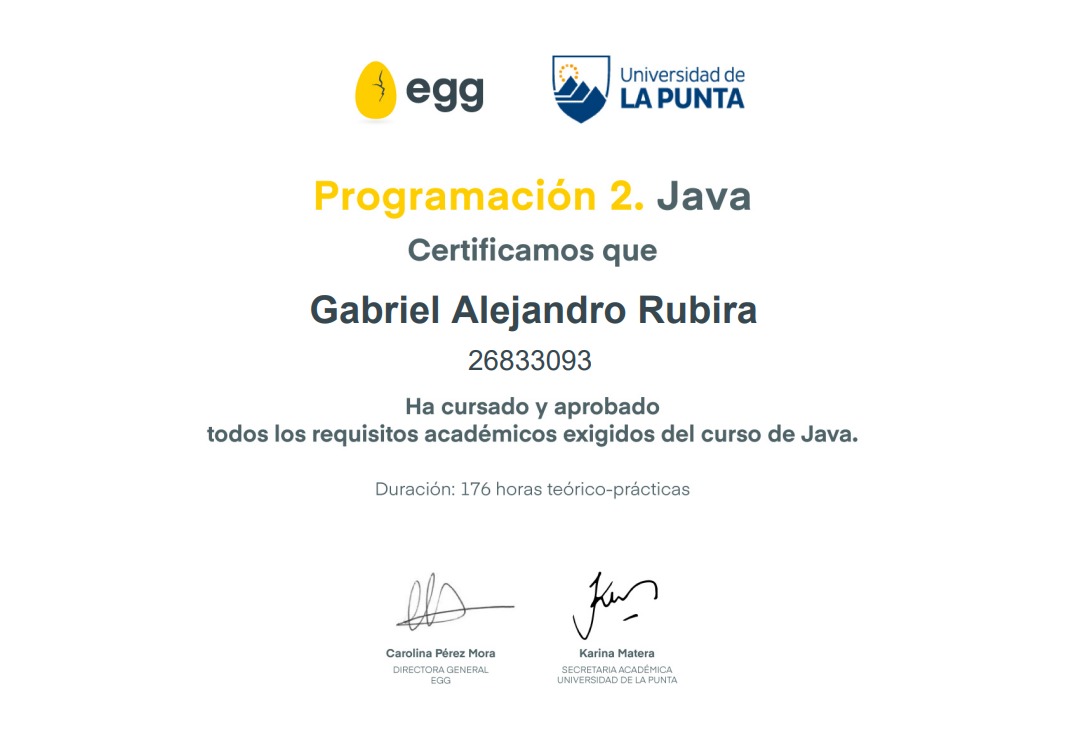 egg
Universidad de
LA PUNTA
Programación 2. Java
Certificamos que
Gabriel Alejandro Rubira
26833093
Ha cursado y aprobado
todos los requisitos académicos exigidos del curso de Java.
Duración: 176 horas teórico-prácticas
Carolina Pérez Mora
DIRECTORA GENERAL
EGG
Karina Matera
SECRETARIA ACADÉMICA
UNIVERSIDAD DE LA PUNTA